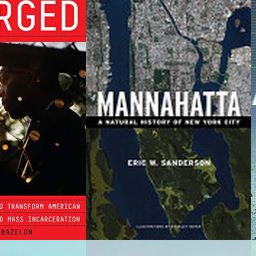 RGED
O TRANSFORM AMERICAN
D MASS INCARCERATION
BAZELON
MANNAHATTA
A NATURAL HISTORY OF NEW YORK CITY
ERIC W. SANDERSON